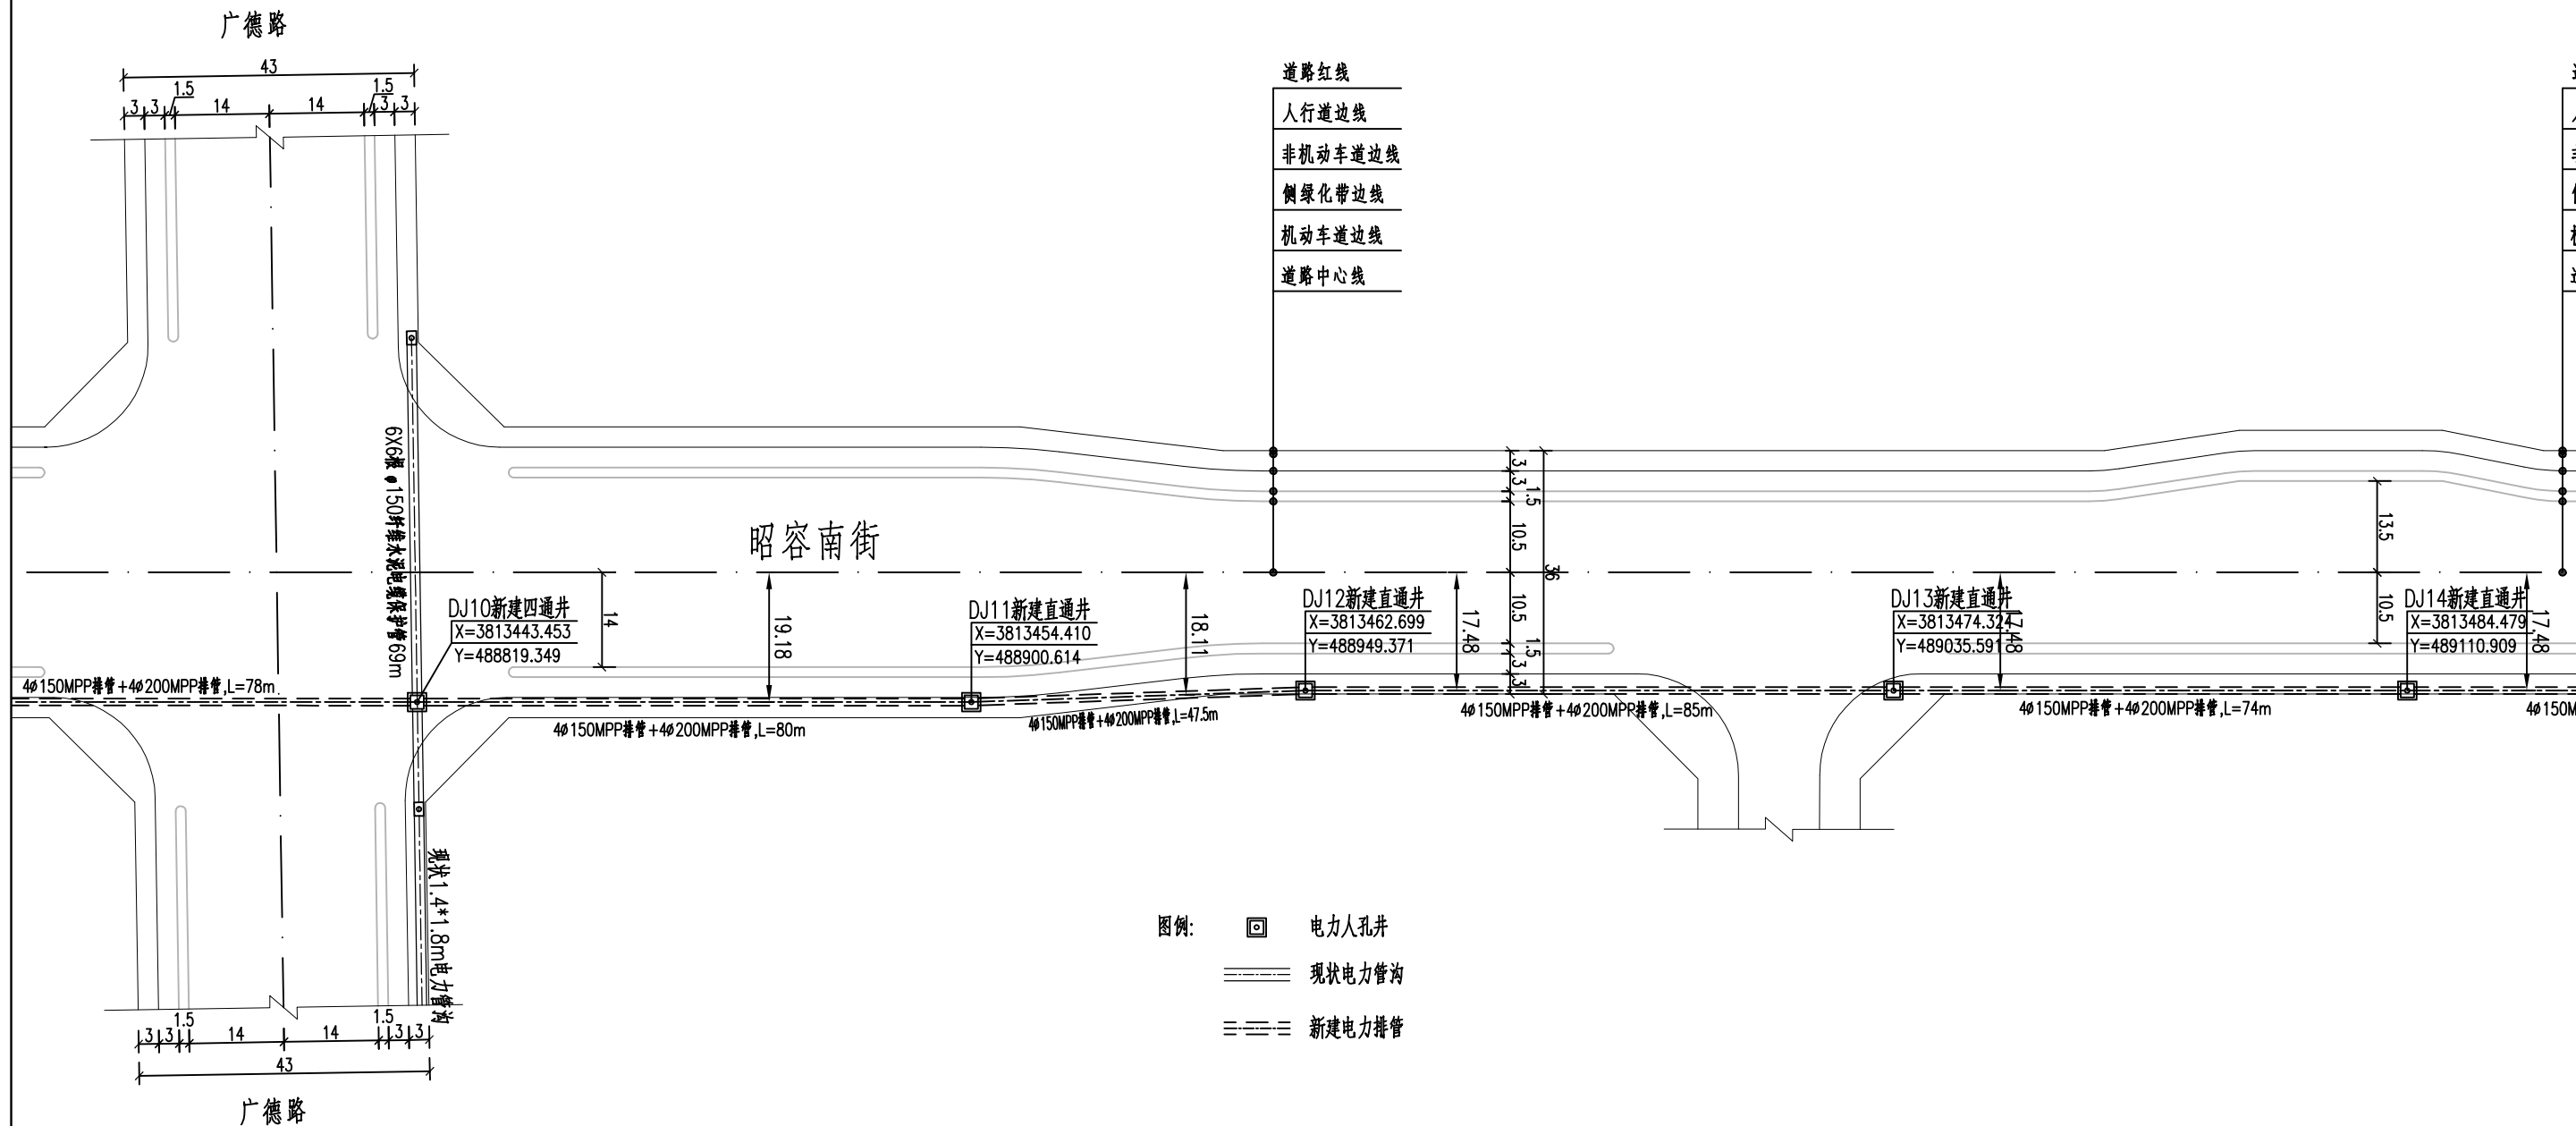 广德路
43
3
3
1.5
14
14
1.5
3
3
道路红线
人行道边线
非机动车道边线
侧绿化带边线
机动车道边线
道路中心线
6X6根 φ150纤维水泥电缆保护管69m
昭容南街
3
3
1.5
10.5
36
10.5
1.5
3
3
13.5
10.5
14
19.18
18.11
17.48
17.48
17.48
DJ10新建四通井
X=3813443.453
Y=488819.349
DJ11新建直通井
X=3813454.410
Y=488900.614
DJ12新建直通井
X=3813462.699
Y=488949.371
DJ13新建直通井
X=3813474.324
Y=489035.591
DJ14新建直通井
X=3813484.479
Y=489110.909
4φ150MPP排管+4φ200MPP排管,L=78m
4φ150MPP排管+4φ200MPP排管,L=80m
4φ150MPP排管+4φ200MPP排管,L=47.5m
4φ150MPP排管+4φ200MPP排管,L=85m
4φ150MPP排管+4φ200MPP排管,L=74m
4φ150M
现状1.4*1.8m电力管沟
图例:
电力人孔井
现状电力管沟
新建电力排管
3
3
1.5
14
14
1.5
3
3
43
广德路